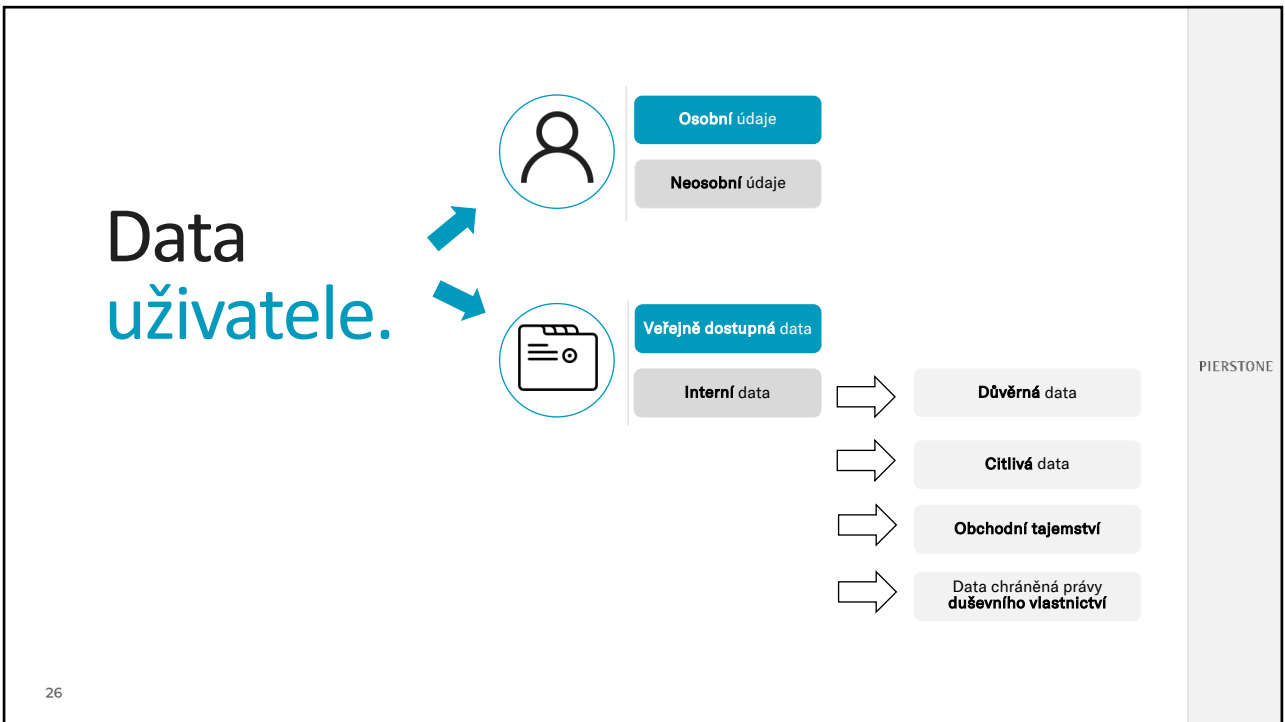 Data
uživatele.
Osobní údaje
Neosobní údaje
Veřejně dostupná data
Interní data
Důvěrná data
Citlivá data
Obchodní tajemství
Data chráněná právy
duševního vlastnictví
PIERSTONE
26